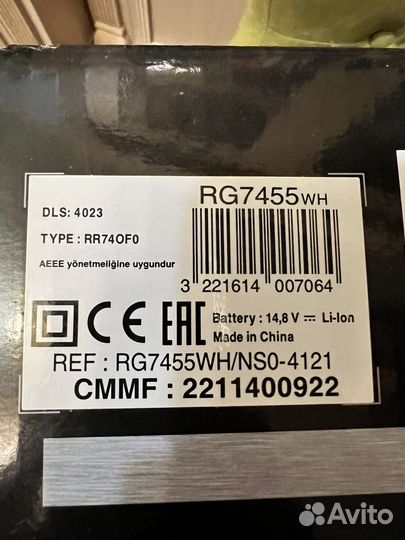 RG7455WH
DLS: 4023
TYPE : RR74OF0
AEEE yönetmeliğine uygundur
3 221614 007064
CE EAC
Battery : 14,8 V ⎓ Li-Ion
Made in China
REF : RG7455WH/NS0-4121
CMMF : 2211400922
Avito